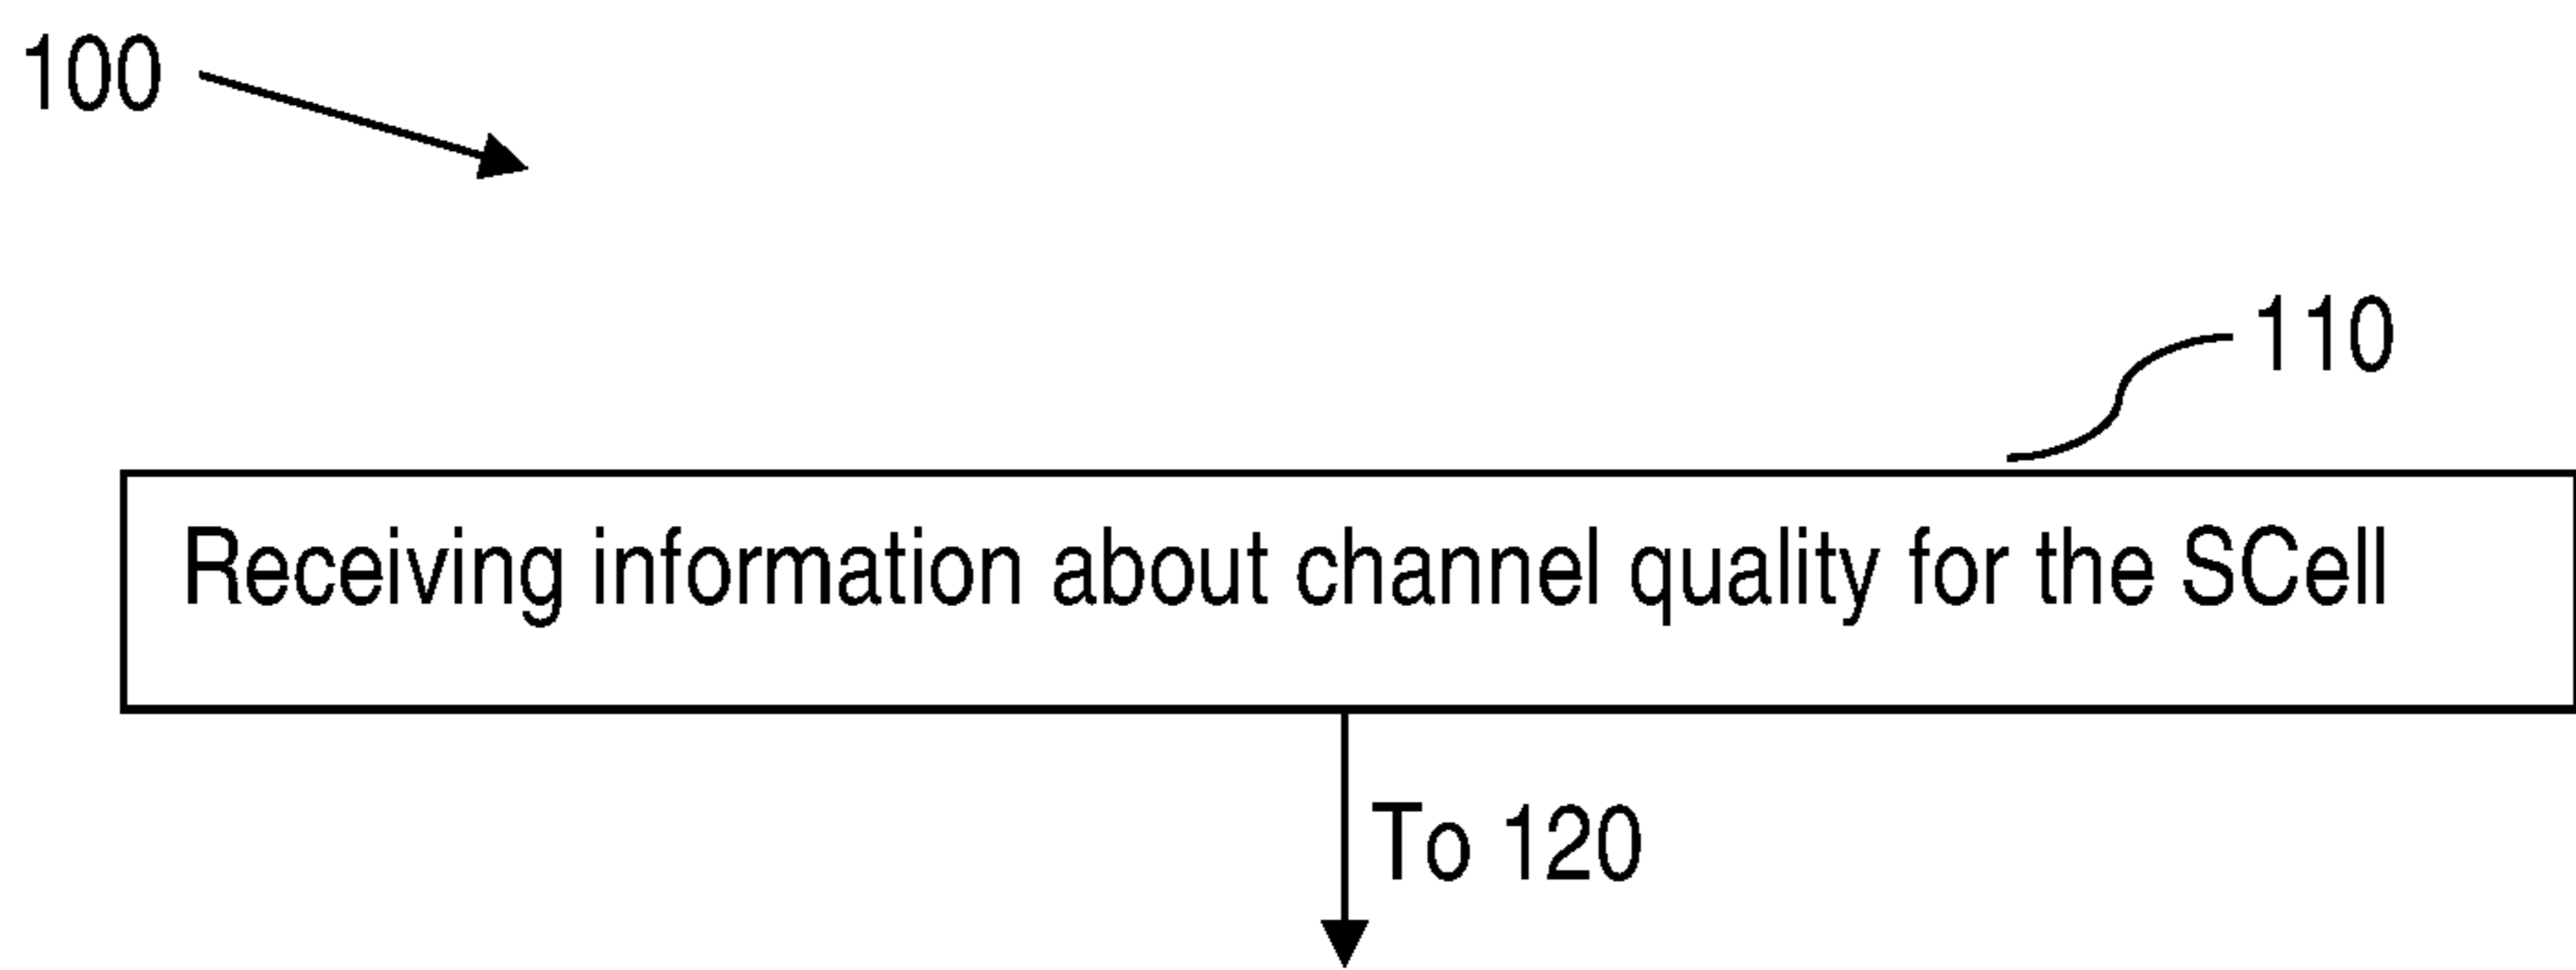 100
110
Receiving information about channel quality for the SCell
To 120